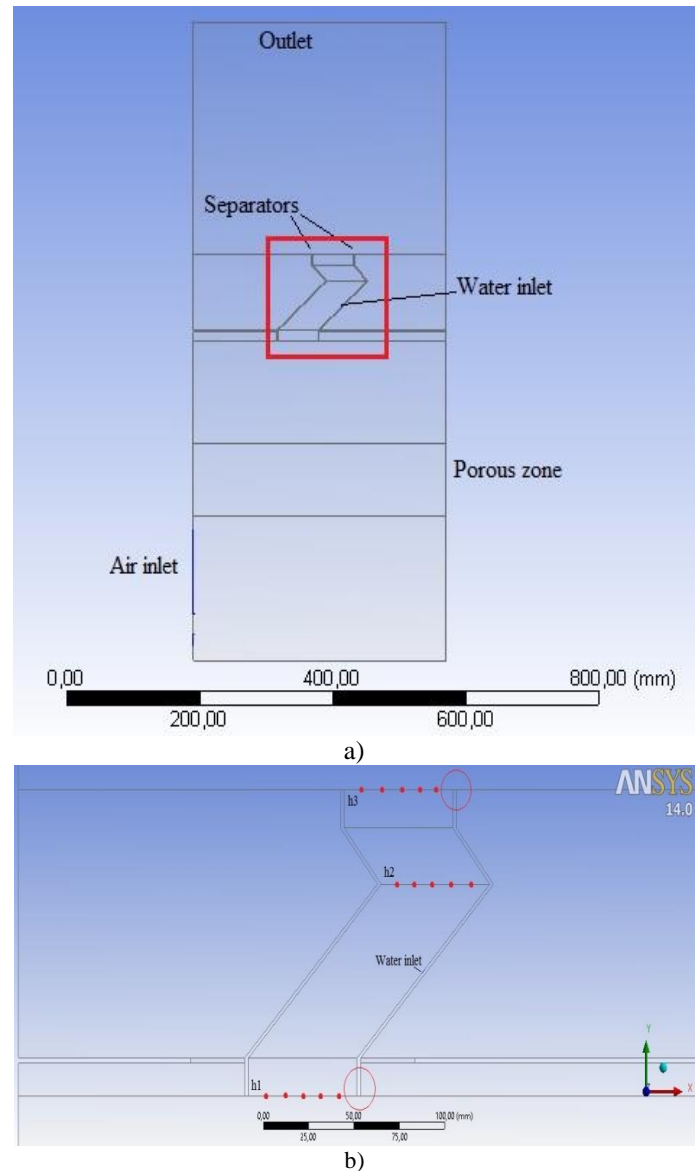 Outlet
Separators
Water inlet
Porous zone
Air inlet
0,00 400,00 800,00 (mm)
200,00 600,00
a)
ANSYS
14.0
h3
h2
Water inlet
h1
Y
X
0,00 50,00 100,00 (mm)
25,00 75,00
b)